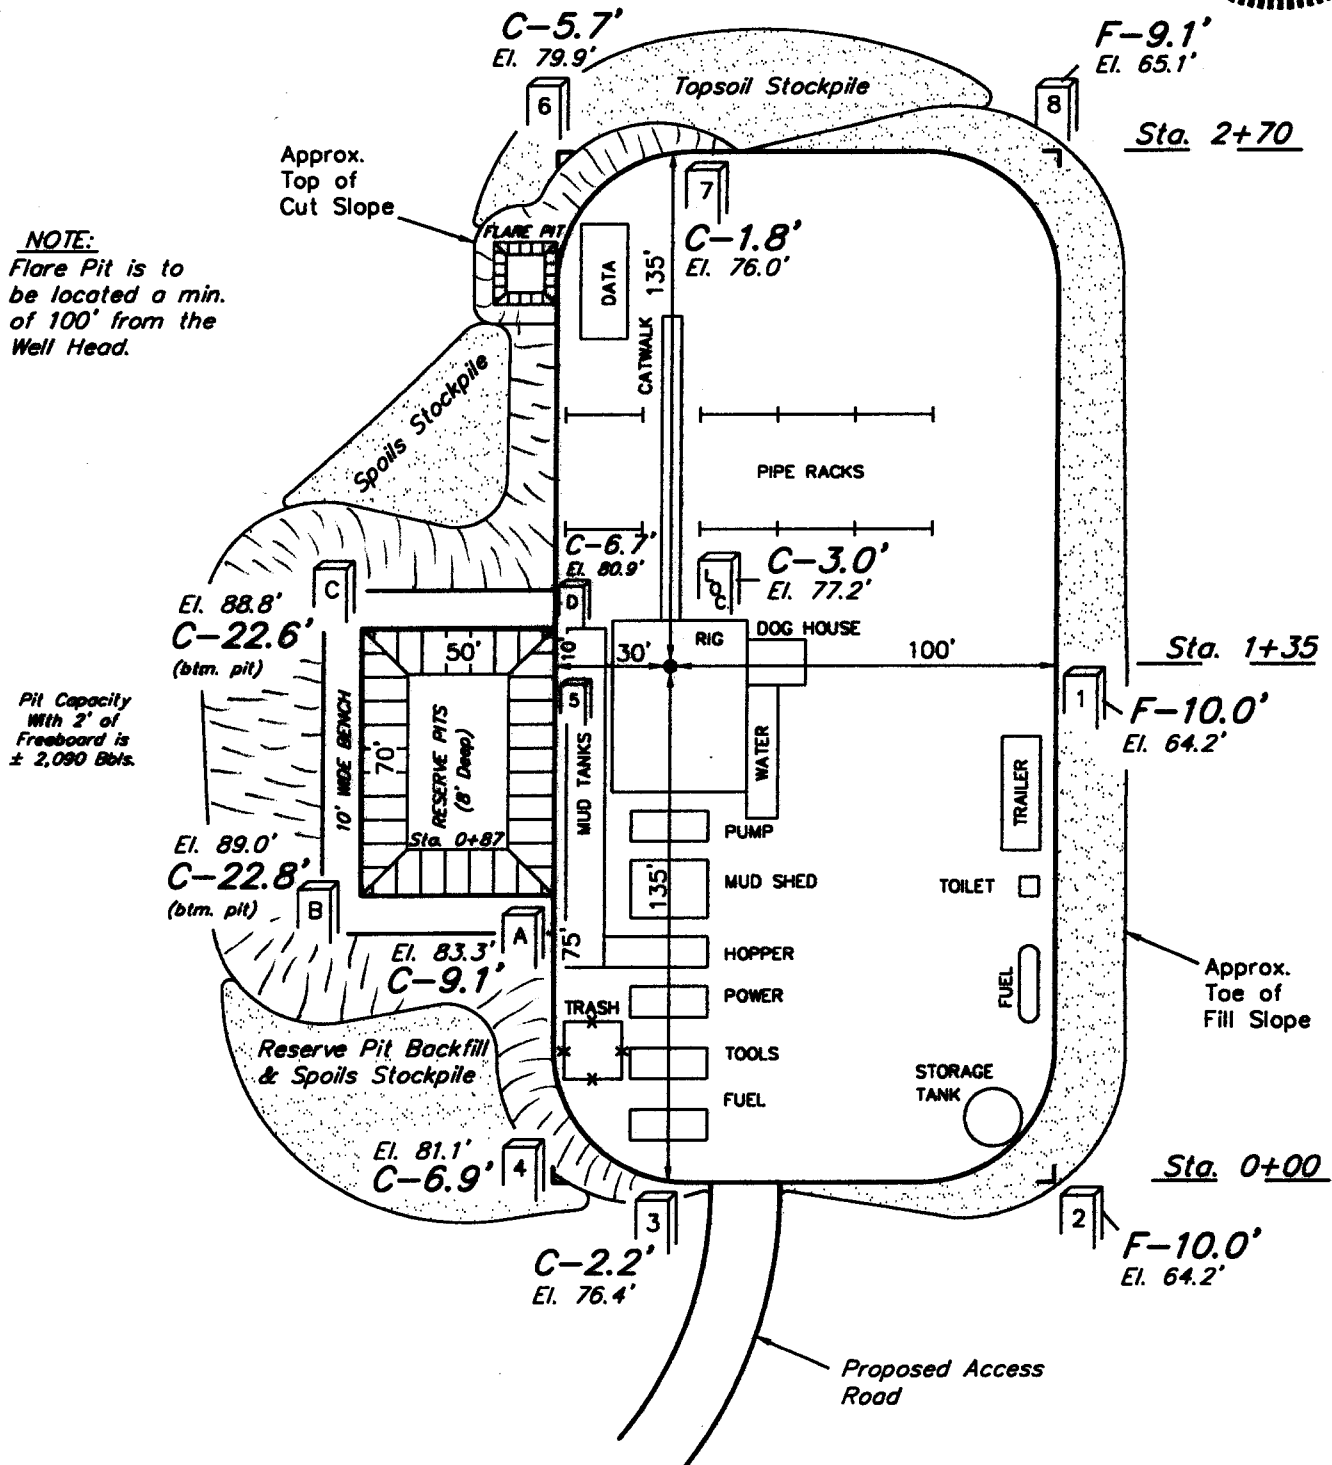 C-5.7'
El. 79.9'
6
Topsoil Stockpile
F-9.1'
El. 65.1'
8
Sta. 2+70
Approx.
Top of
Cut Slope
7
C-1.8'
El. 76.0'
NOTE:
Flare Pit is to
be located a min.
of 100' from the
Well Head.
FLARE PIT
DATA
135'
CATWALK
Spoils Stockpile
PIPE RACKS
C-6.7'
El. 80.9'
C-3.0'
El. 77.2'
LOC.
C
D
El. 88.8'
C-22.6'
(btm. pit)
50'
10'
30'
RIG
DOG HOUSE
100'
Sta. 1+35
Pit Capacity
With 2' of
Freeboard is
± 2,090 Bbls.
10' WIDE BENCH
70'
RESERVE PITS
(8' Deep)
Sta. 0+87
5
MUD TANKS
WATER
1
F-10.0'
El. 64.2'
TRAILER
PUMP
El. 89.0'
C-22.8'
(btm. pit)
B
135'
MUD SHED
TOILET
A
El. 83.3'
C-9.1'
75'
HOPPER
POWER
FUEL
Approx.
Toe of
Fill Slope
TRASH
Reserve Pit Backfill
& Spoils Stockpile
TOOLS
FUEL
STORAGE
TANK
El. 81.1'
C-6.9'
4
Sta. 0+00
3
C-2.2'
El. 76.4'
2
F-10.0'
El. 64.2'
Proposed Access
Road